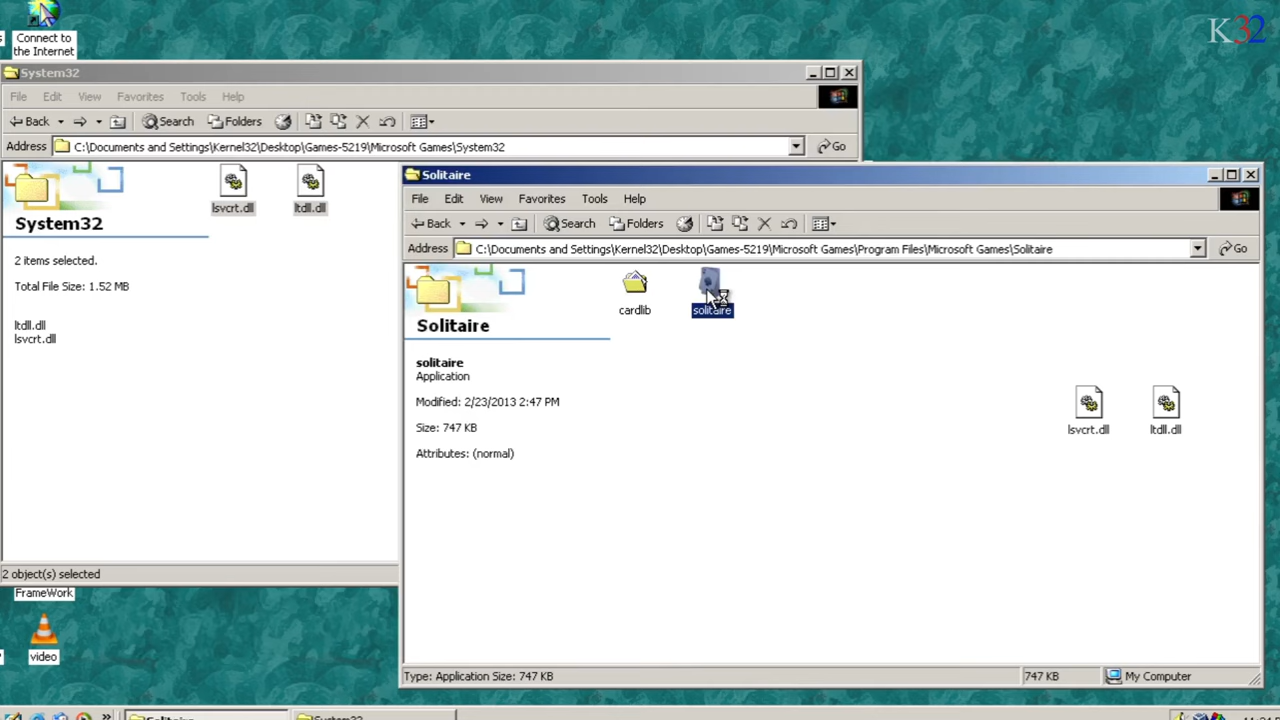 K32
Connect to
the Internet
System32
File Edit View Favorites Tools Help
Back Search Folders
Address C:\Documents and Settings\Kernel32\Desktop\Games-5219\Microsoft Games\System32 Go
System32
2 items selected.
Total File Size: 1.52 MB
ltdll.dll
lsvcrt.dll
lsvcrt.dll ltdll.dll
2 object(s) selected
Solitaire
File Edit View Favorites Tools Help
Back Search Folders
Address C:\Documents and Settings\Kernel32\Desktop\Games-5219\Microsoft Games\Program Files\Microsoft Games\Solitaire Go
Solitaire
solitaire
Application
Modified: 2/23/2013 2:47 PM
Size: 747 KB
Attributes: (normal)
cardlib solitaire
lsvcrt.dll ltdll.dll
Type: Application Size: 747 KB 747 KB My Computer
FrameWork
video
Solitaire System32